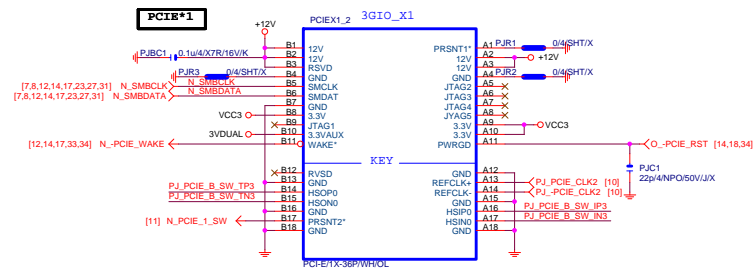 PCIE*1
+12V
PCIEX1_2 3GIO_X1
PJBC1 0.1u/4/X7R/16V/K
B1 12V PRSNT1* A1 PJR1 0/4/SHT/X
B2 12V 12V A2 +12V
B3 RSVD 12V A3
PJR3 0/4/SHT/X B4 GND GND A4 PJR2 0/4/SHT/X
[7,8,12,14,17,23,27,31] N_SMBCLK N_SMBCLK B5 SMCLK JTAG2 A5
[7,8,12,14,17,23,27,31] N_SMBDATA N_SMBDATA B6 SMDAT JTAG3 A6
B7 GND JTAG4 A7
VCC3 B8 3.3V JYAG5 A8
B9 JTAG1 3.3V A9 VCC3
3VDUAL B10 3.3VAUX 3.3V A10
[12,14,17,33,34] N_-PCIE_WAKE B11 WAKE* PWRGD A11 O_-PCIE_RST [14,18,34]
KEY
PJC1
22p/4/NPO/50V/J/X
B12 RVSD GND A12
B13 GND REFCLK+ A13 PJ_PCIE_CLK2 [10]
PJ_PCIE_B_SW_TP3 B14 HSOP0 REFCLK- A14 PJ_-PCIE_CLK2 [10]
PJ_PCIE_B_SW_TN3 B15 HSON0 GND A15
B16 GND HSIP0 A16 PJ_PCIE_B_SW_IP3
[11] N_PCIE_1_SW B17 PRSNT2* HSIN0 A17 PJ_PCIE_B_SW_IN3
B18 GND GND A18
PCI-E/1X-36P/WH/OL